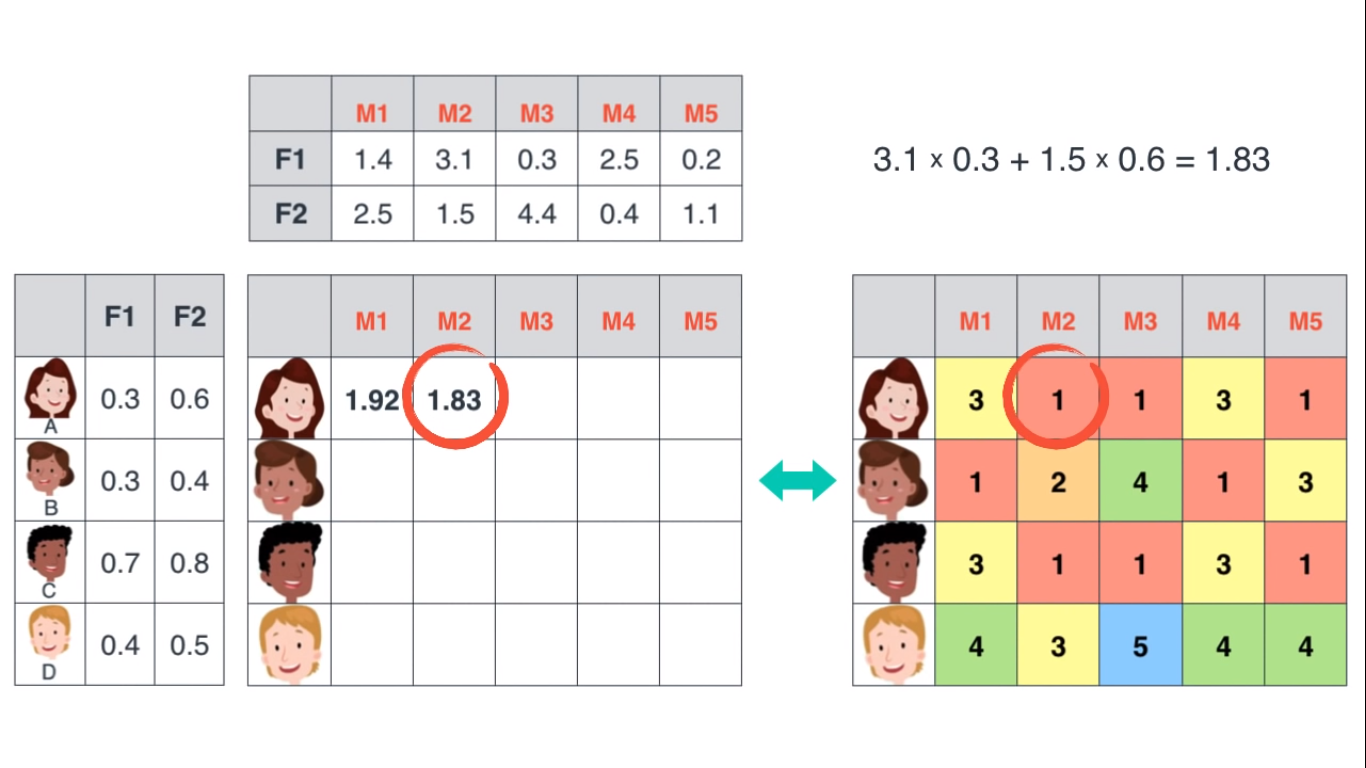 M1 M2 M3 M4 M5
F1 1.4 3.1 0.3 2.5 0.2
F2 2.5 1.5 4.4 0.4 1.1
3.1 × 0.3 + 1.5 × 0.6 = 1.83
F1 F2
A 0.3 0.6
B 0.3 0.4
C 0.7 0.8
D 0.4 0.5
M1 M2 M3 M4 M5
1.92 1.83
M1 M2 M3 M4 M5
3 1 1 3 1
1 2 4 1 3
3 1 1 3 1
4 3 5 4 4